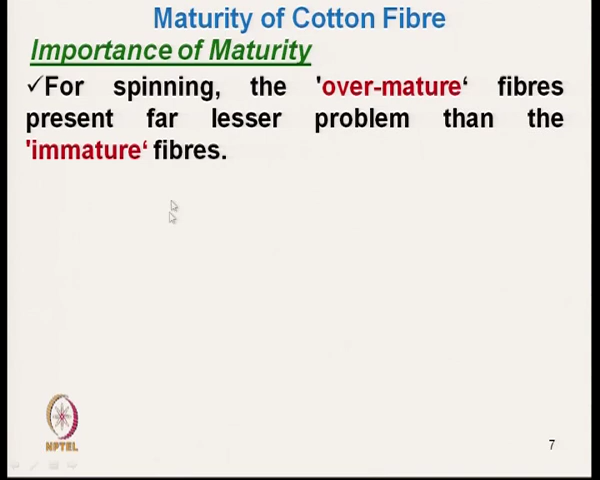 Maturity of Cotton Fibre
Importance of Maturity
✓For spinning, the 'over-mature‘ fibres
present far lesser problem than the
'immature‘ fibres.
NPTEL
7